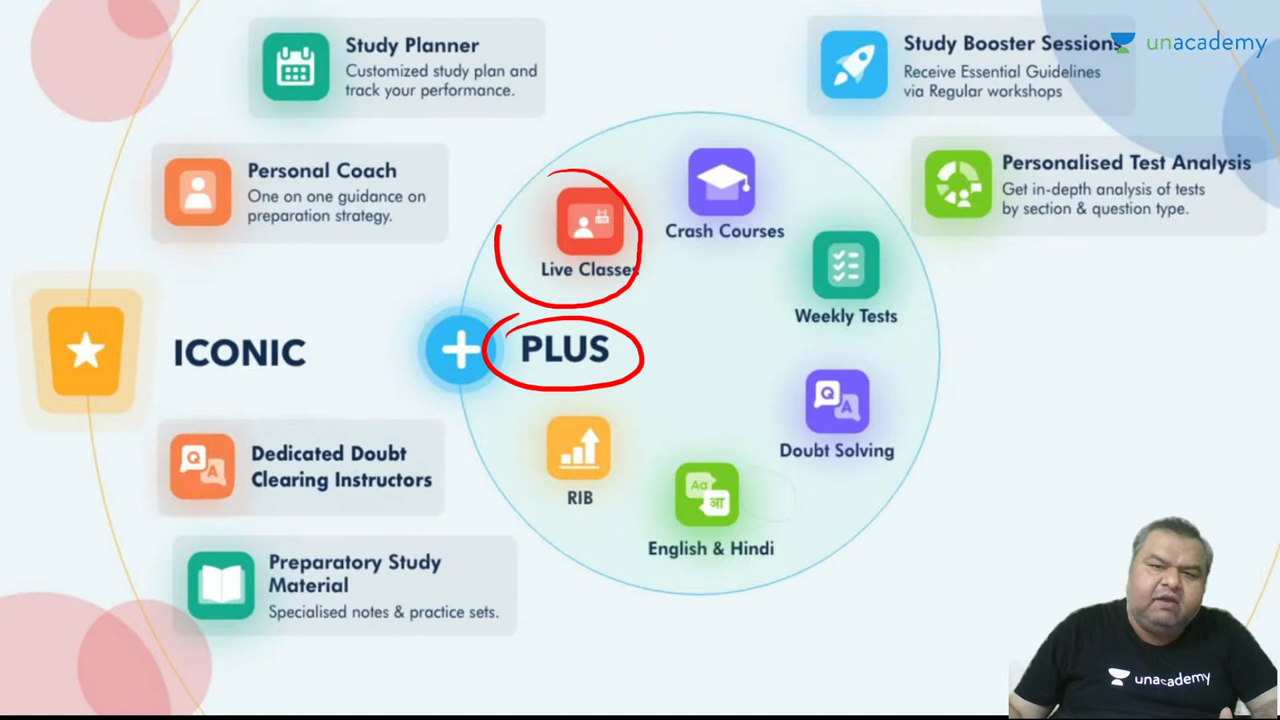 Study Planner
Customized study plan and
track your performance.
Study Booster Sessions
Receive Essential Guidelines
via Regular workshops
unacademy
Personal Coach
One on one guidance on
preparation strategy.
Personalised Test Analysis
Get in-depth analysis of tests
by section & question type.
Live Classes
Crash Courses
Weekly Tests
ICONIC
+
PLUS
Q
A
Doubt Solving
Q
A
Dedicated Doubt
Clearing Instructors
RIB
Aa
आ
English & Hindi
Preparatory Study
Material
Specialised notes & practice sets.
unacademy